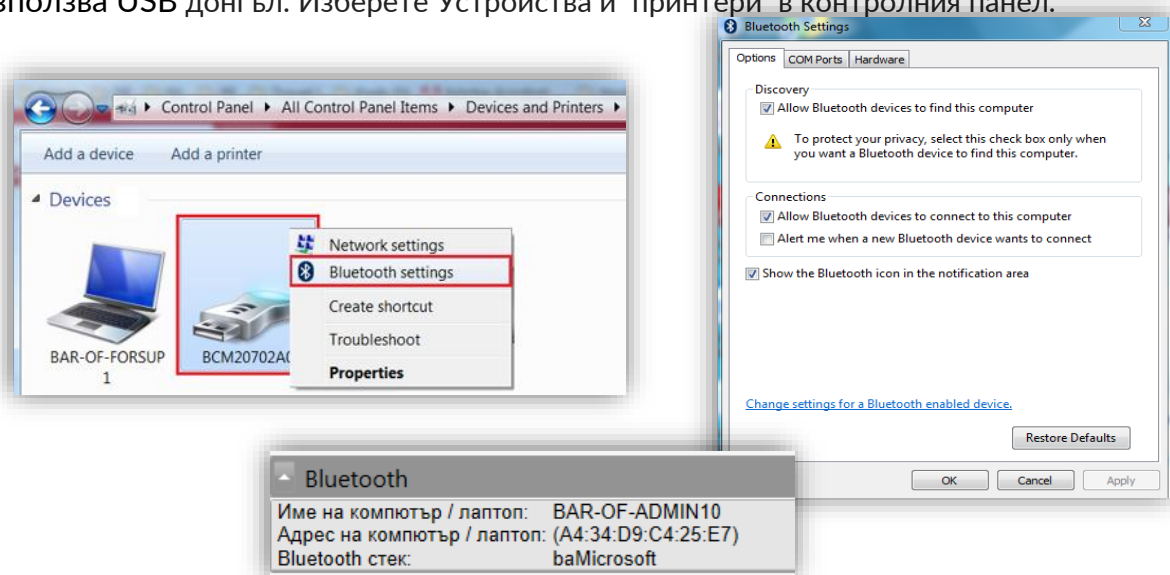 използва USB донгъл. Изберете Устройства и принтери в контролния панел.
Control Panel ▸ All Control Panel Items ▸ Devices and Printers ▸
Add a device Add a printer
Devices
Network settings
Bluetooth settings
Create shortcut
Troubleshoot
Properties
BAR-OF-FORSUP
1
BCM20702A
Bluetooth Settings
Options COM Ports Hardware
Discovery
Allow Bluetooth devices to find this computer
To protect your privacy, select this check box only when
you want a Bluetooth device to find this computer.
Connections
Allow Bluetooth devices to connect to this computer
Alert me when a new Bluetooth device wants to connect
Show the Bluetooth icon in the notification area
Change settings for a Bluetooth enabled device.
Restore Defaults
OK Cancel Apply
Bluetooth
Име на компютър / лаптоп: BAR-OF-ADMIN10
Адрес на компютър / лаптоп: (A4:34:D9:C4:25:E7)
Bluetooth стек: baMicrosoft